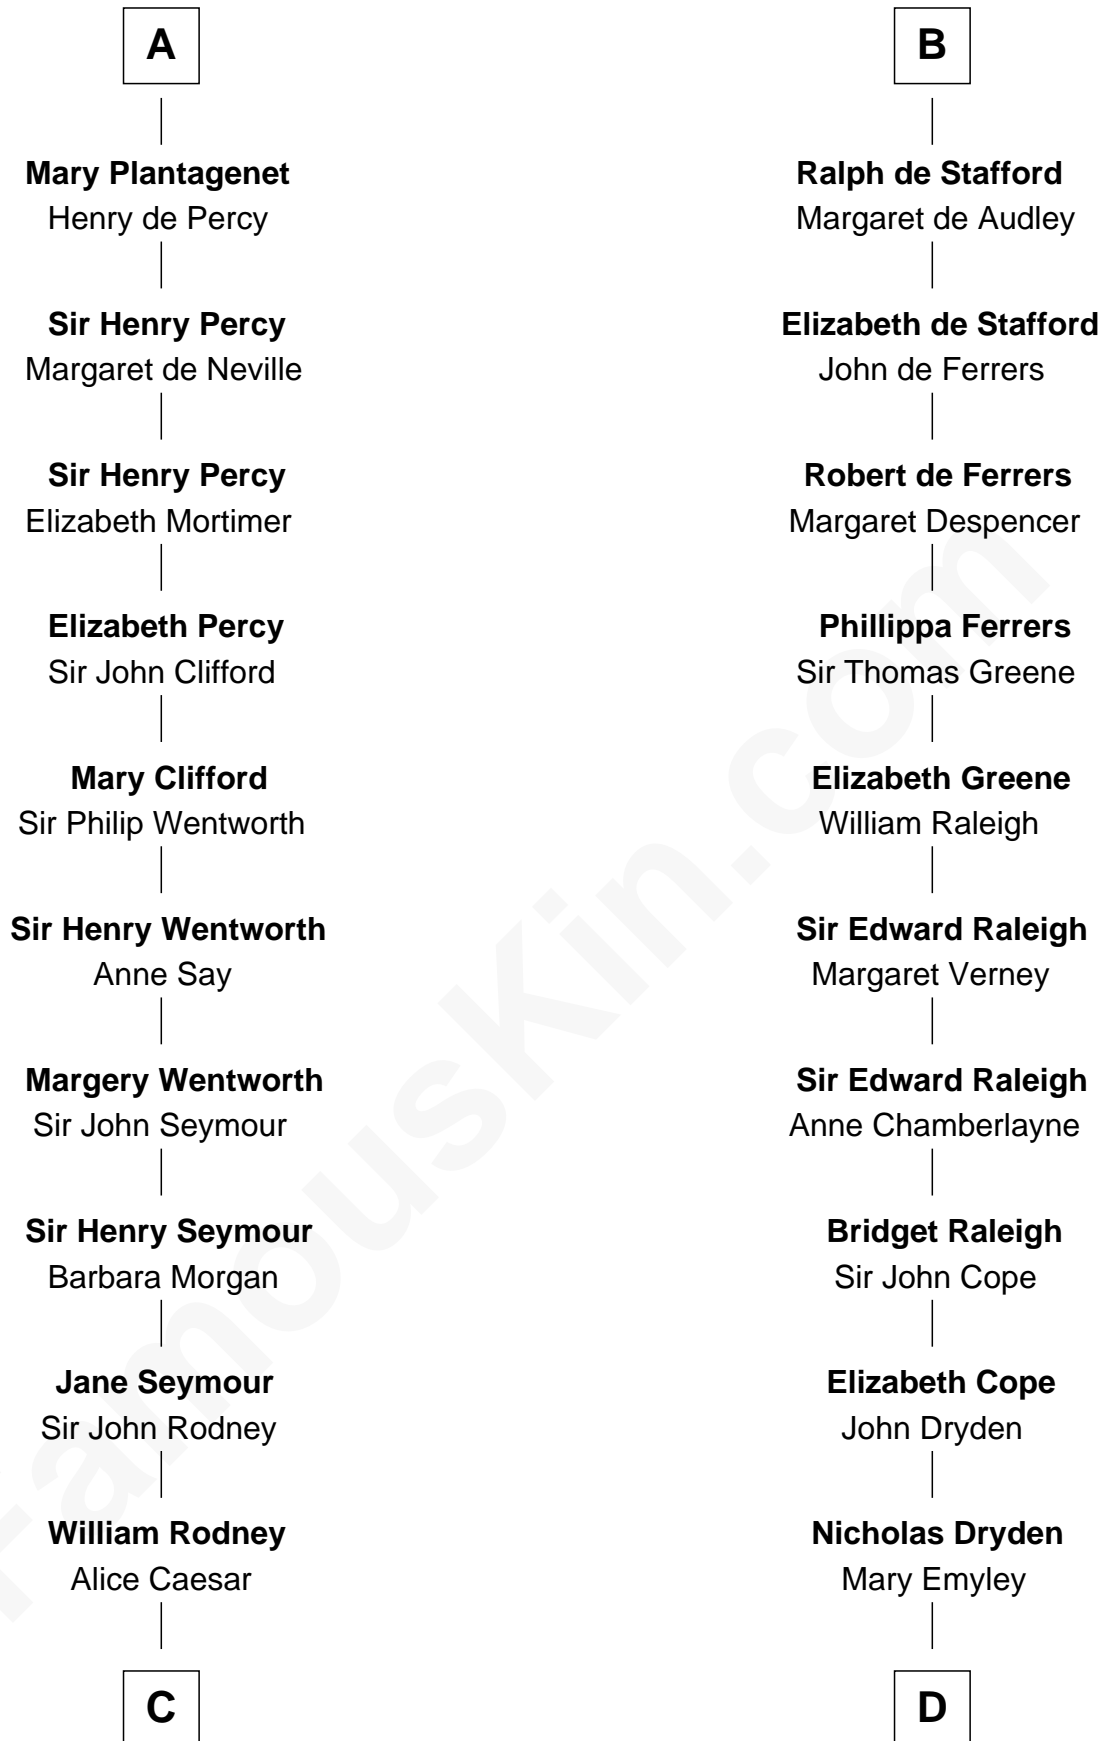 A
Mary Plantagenet
Henry de Percy
Sir Henry Percy
Margaret de Neville
Sir Henry Percy
Elizabeth Mortimer
Elizabeth Percy
Sir John Clifford
Mary Clifford
Sir Philip Wentworth
Sir Henry Wentworth
Anne Say
Margery Wentworth
Sir John Seymour
Sir Henry Seymour
Barbara Morgan
Jane Seymour
Sir John Rodney
William Rodney
Alice Caesar
C
B
Ralph de Stafford
Margaret de Audley
Elizabeth de Stafford
John de Ferrers
Robert de Ferrers
Margaret Despencer
Phillippa Ferrers
Sir Thomas Greene
Elizabeth Greene
William Raleigh
Sir Edward Raleigh
Margaret Verney
Sir Edward Raleigh
Anne Chamberlayne
Bridget Raleigh
Sir John Cope
Elizabeth Cope
John Dryden
Nicholas Dryden
Mary Emyley
D
FamousKin.com